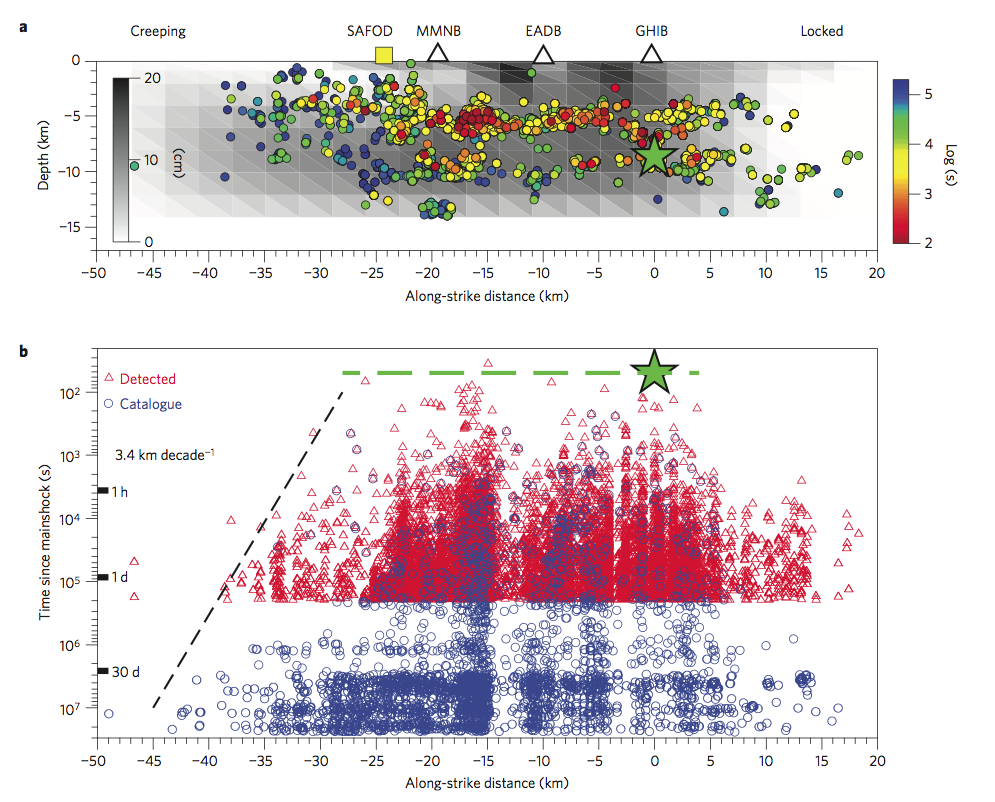 a
Creeping SAFOD MMNB EADB GHIB Locked
0
−5
−10
−15
Depth (km)
20
10
0
(cm)
5
4
3
2
Log (s)
−50 −45 −40 −35 −30 −25 −20 −15 −10 −5 0 5 10 15 20
Along-strike distance (km)
b
Detected
Catalogue
3.4 km decade⁻¹
10²
10³
1 h
10⁴
1 d
10⁵
10⁶
30 d
10⁷
Time since mainshock (s)
−50 −45 −40 −35 −30 −25 −20 −15 −10 −5 0 5 10 15 20
Along-strike distance (km)